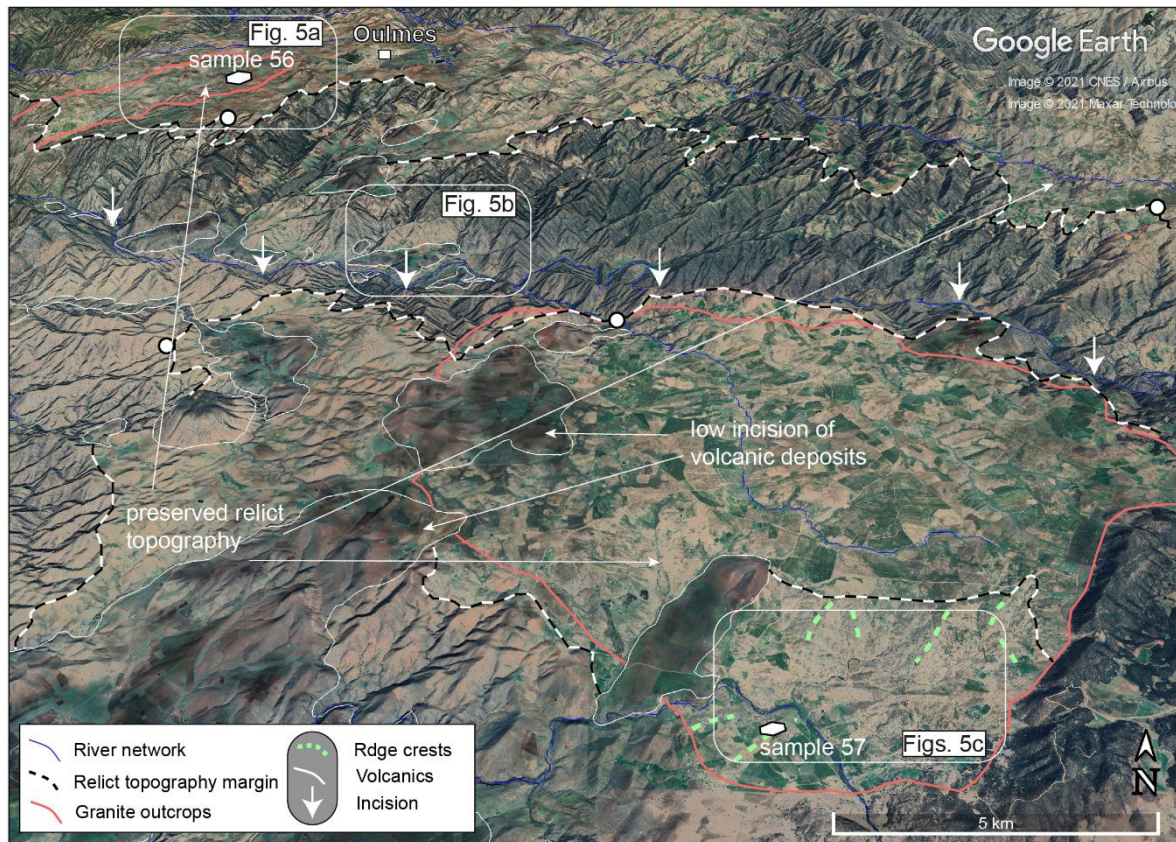 Fig. 5a
sample 56
Oulmes
Google Earth
Image © 2021 CNES / Airbus
Image © 2021 Maxar Technolo
Fig. 5b
low incision of
volcanic deposits
preserved relict
topography
sample 57
Figs. 5c
N
5 km
River network
Relict topography margin
Granite outcrops
Rdge crests
Volcanics
Incision